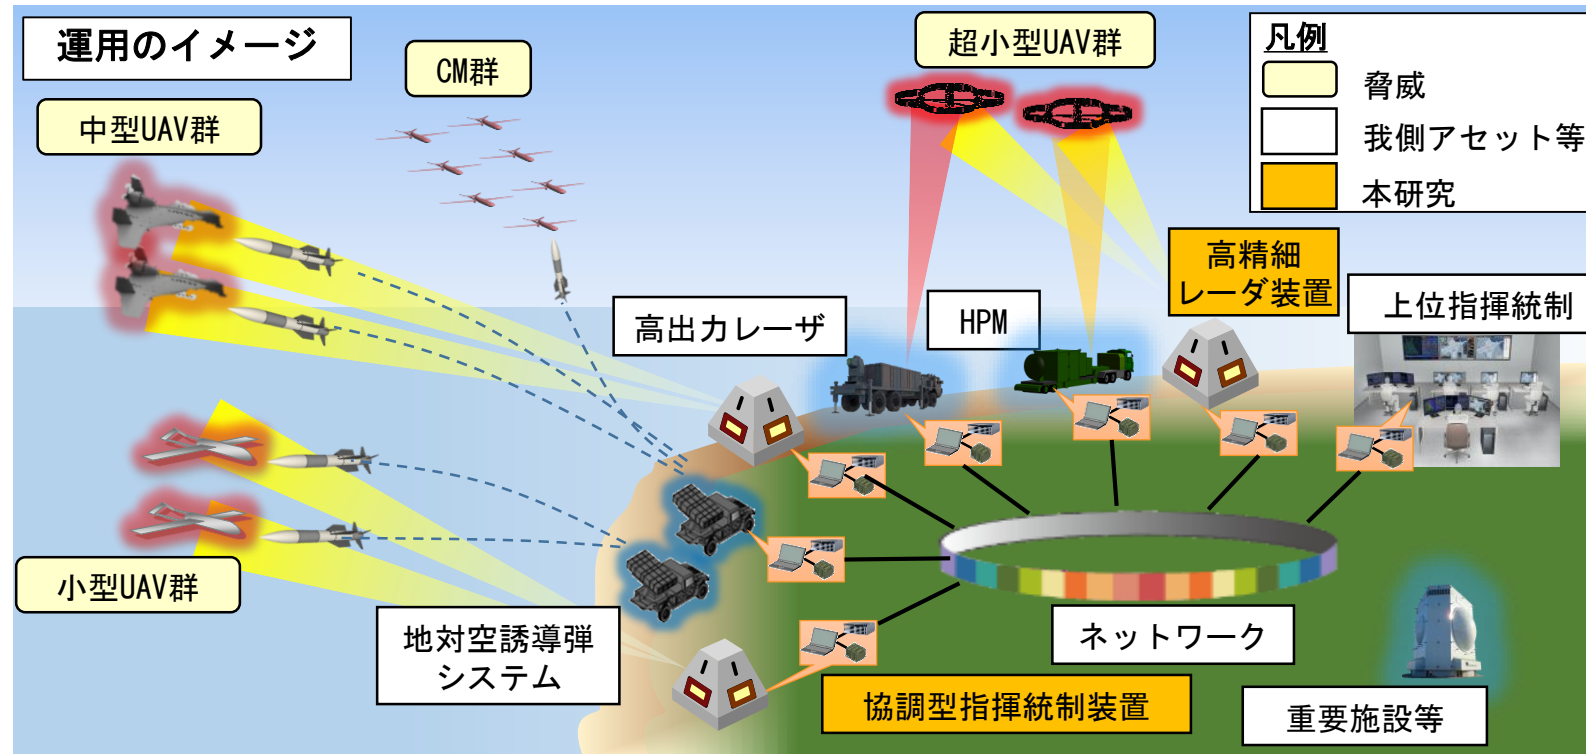 運用のイメージ
CM群
超小型UAV群
凡例
脅威
我側アセット等
本研究
中型UAV群
高精細
レーダ装置
上位指揮統制
高出力レーザ
HPM
小型UAV群
地対空誘導弾
システム
ネットワーク
協調型指揮統制装置
重要施設等